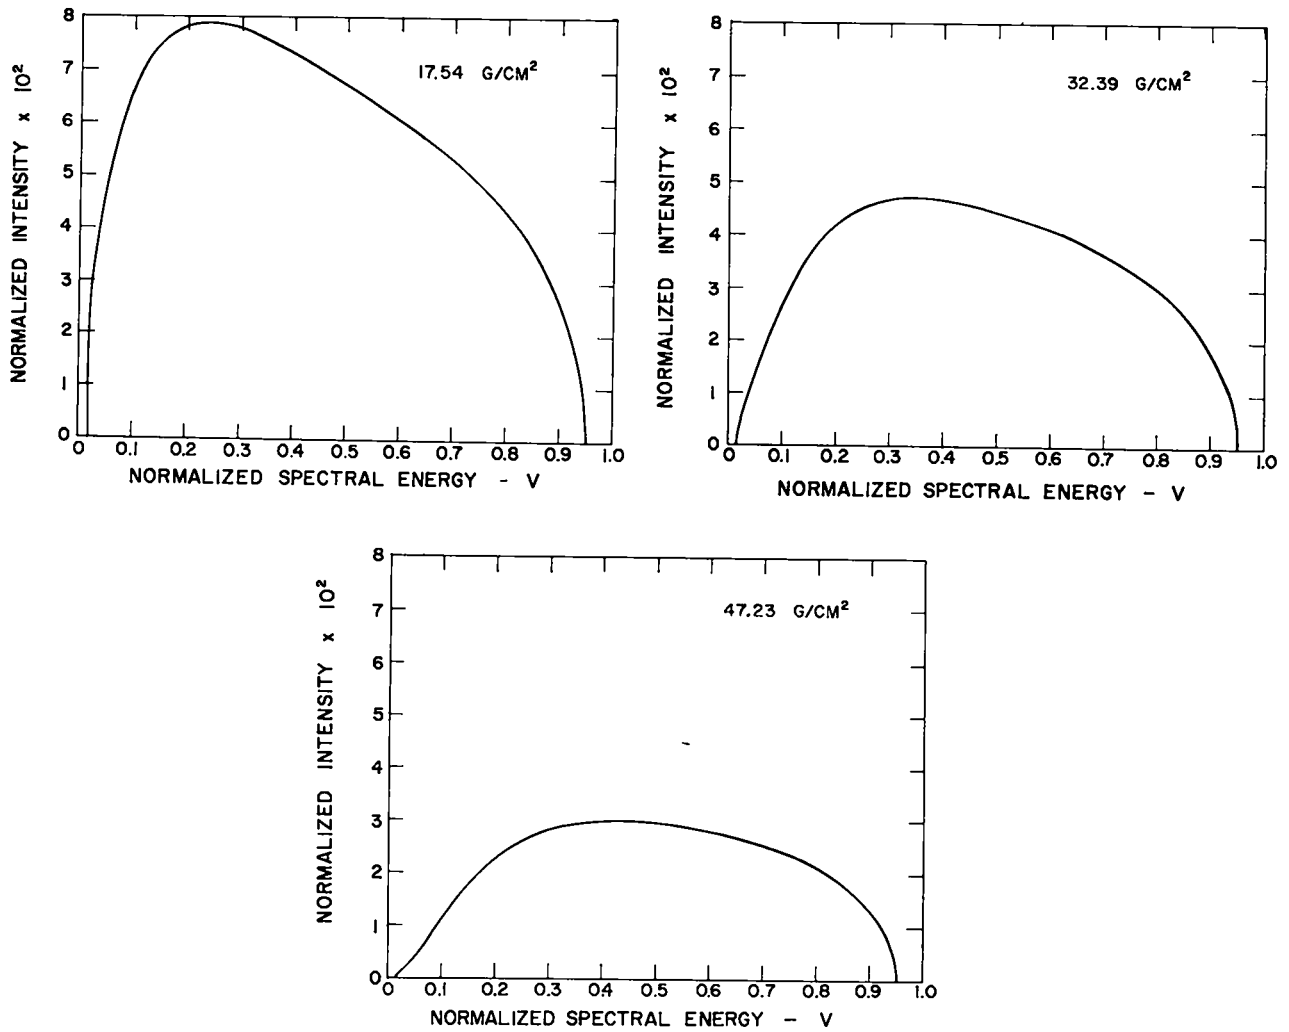 8
7
6
5
4
3
2
1
0
NORMALIZED INTENSITY x 10²
17.54 G/CM²
0 0.1 0.2 0.3 0.4 0.5 0.6 0.7 0.8 0.9 1.0
NORMALIZED SPECTRAL ENERGY - V
8
7
6
5
4
3
2
1
0
NORMALIZED INTENSITY x 10²
32.39 G/CM²
0 0.1 0.2 0.3 0.4 0.5 0.6 0.7 0.8 0.9 1.0
NORMALIZED SPECTRAL ENERGY - V
8
7
6
5
4
3
2
1
0
NORMALIZED INTENSITY x 10²
47.23 G/CM²
0 0.1 0.2 0.3 0.4 0.5 0.6 0.7 0.8 0.9 1.0
NORMALIZED SPECTRAL ENERGY - V